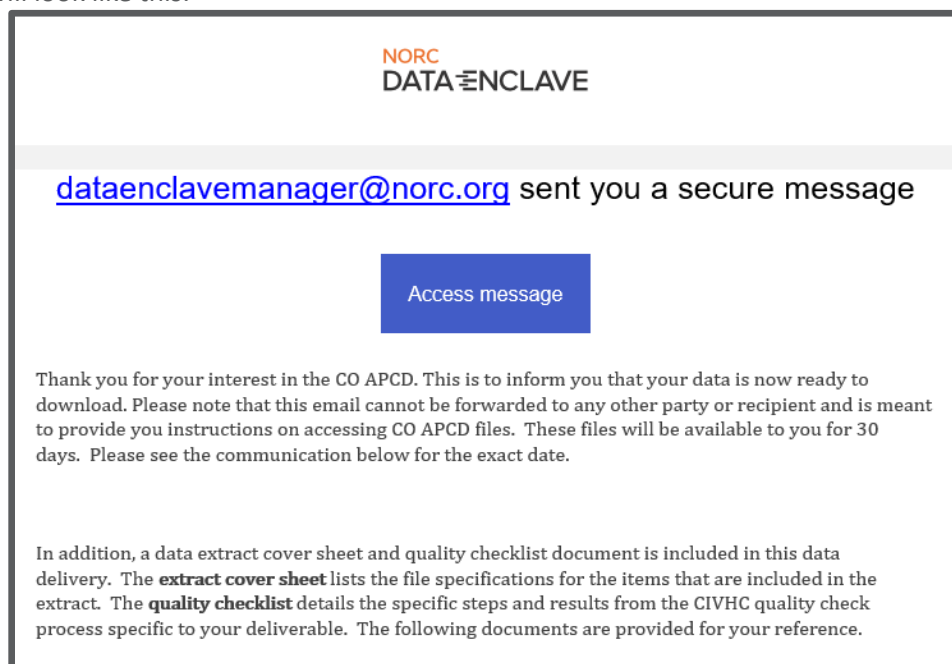 look like this:
NORC
DATA ENCLAVE
dataenclavemanager@norc.org sent you a secure message
Access message
Thank you for your interest in the CO APCD. This is to inform you that your data is now ready to
download. Please note that this email cannot be forwarded to any other party or recipient and is meant
to provide you instructions on accessing CO APCD files.  These files will be available to you for 30
days.  Please see the communication below for the exact date.
In addition, a data extract cover sheet and quality checklist document is included in this data
delivery.  The extract cover sheet lists the file specifications for the items that are included in the
extract.  The quality checklist details the specific steps and results from the CIVHC quality check
process specific to your deliverable.  The following documents are provided for your reference.